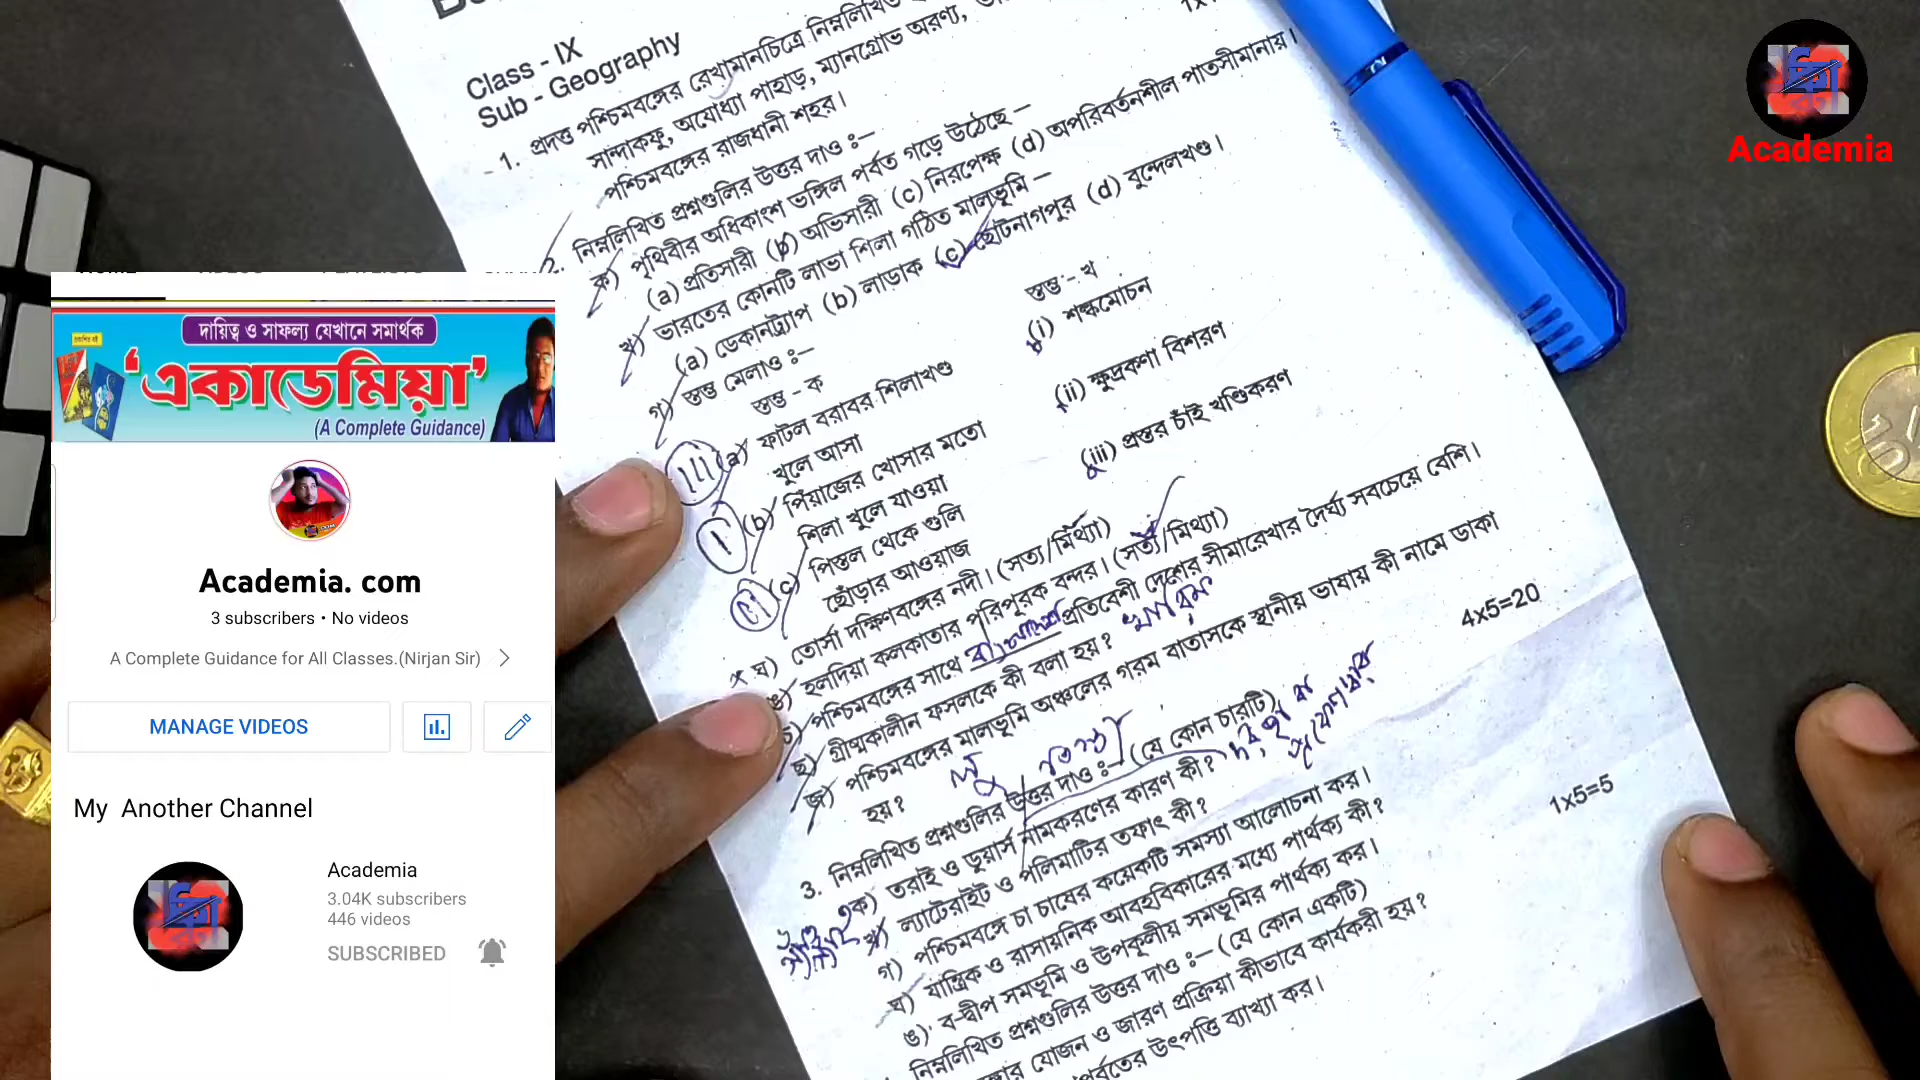 Class - IX
Sub - Geography
1. প্রদত্ত পশ্চিমবঙ্গের রেখামানচিত্রে নিম্নলিখিত
সান্দাকফু, অযোধ্যা পাহাড়, ম্যানগ্রোভ অরণ্য,
পশ্চিমবঙ্গের রাজধানী শহর।
2. নিম্নলিখিত প্রশ্নগুলির উত্তর দাও ঃ—
ক) পৃথিবীর অধিকাংশ ভঙ্গিল পর্বত গড়ে উঠেছে –
(a) প্রতিসারী (b) অভিসারী (c) নিরপেক্ষ (d) অপরিবর্তনশীল পাতসীমানায়।
খ) ভারতের কোনটি লাভা শিলা গঠিত মালভূমি –
(a) ডেকানট্র্যাপ (b) লাডাক (c) ছোটনাগপুর (d) বুন্দেলখণ্ড।
গ) স্তম্ভ মেলাও ঃ—
স্তম্ভ - ক
স্তম্ভ :- খ
III (a) ফাটল বরাবর শিলাখণ্ড
খুলে আসা
(i) শল্কমোচন
I (b) পিঁয়াজের খোসার মতো
শিলা খুলে যাওয়া
(ii) ক্ষুদ্রকণা বিশরণ
(c) পিস্তল থেকে গুলি
ছোঁড়ার আওয়াজ
(iii) প্রস্তর চাঁই খণ্ডিকরণ
ঘ) তোর্সা দক্ষিণবঙ্গের নদী। (সত্য/মিথ্যা)
ঙ) হলদিয়া কলকাতার পরিপূরক বন্দর। (সত্য/মিথ্যা)
চ) পশ্চিমবঙ্গের সাথে বাংলাদেশ প্রতিবেশী দেশের সীমারেখার দৈর্ঘ্য সবচেয়ে বেশি।
ছ) গ্রীষ্মকালীন ফসলকে কী বলা হয়?
জ) পশ্চিমবঙ্গের মালভূমি অঞ্চলের গরম বাতাসকে স্থানীয় ভাষায় কী নামে ডাকা
হয়?
লু
3. নিম্নলিখিত প্রশ্নগুলির উত্তর দাও ঃ— (যে কোন চারটি)
4x5=20
ক) তরাই ও ডুয়ার্স নামকরণের কারণ কী?
খ) ল্যাটেরাইট ও পলিমাটির তফাৎ কী?
গ) পশ্চিমবঙ্গে চা চাষের কয়েকটি সমস্যা আলোচনা কর।
ঘ) যান্ত্রিক ও রাসায়নিক আবহবিকারের মধ্যে পার্থক্য কী?
ঙ) ব-দ্বীপ সমভূমি ও উপকূলীয় সমভূমির পার্থক্য কর।
নিম্নলিখিত প্রশ্নগুলির উত্তর দাও ঃ— (যে কোন একটি)
1x5=5
যোজন ও জারণ প্রক্রিয়া কীভাবে কার্যকরী হয়?
উৎপত্তি ব্যাখ্যা কর।
Academia
দায়িত্ব ও সাফল্য যেখানে সমার্থক
'একাডেমিয়া'
(A Complete Guidance)
Academia. com
3 subscribers • No videos
A Complete Guidance for All Classes.(Nirjan Sir)
MANAGE VIDEOS
My Another Channel
Academia
3.04K subscribers
446 videos
SUBSCRIBED